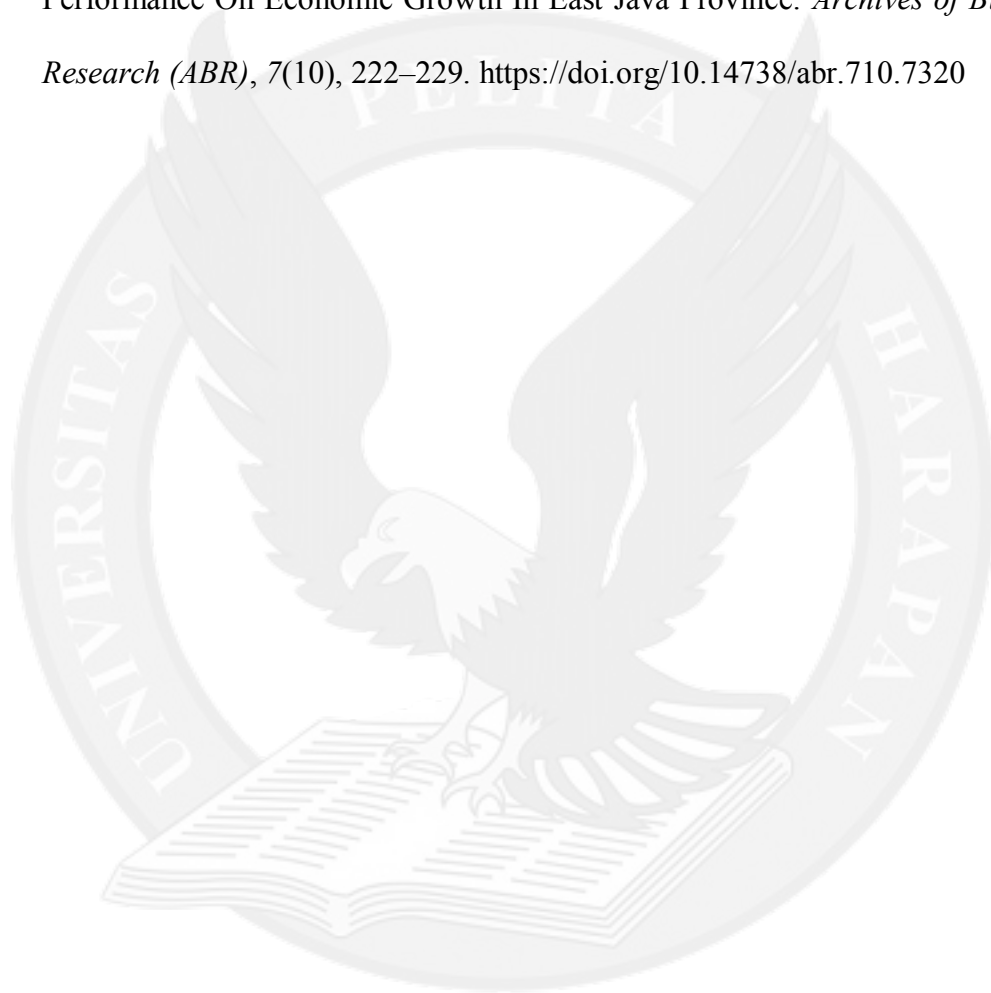 Performance On Economic Growth In East Java Province. Archives of
Research (ABR), 7(10), 222–229. https://doi.org/10.14738/abr.710.7320
UNIVERSITAS PELITA HARAPAN